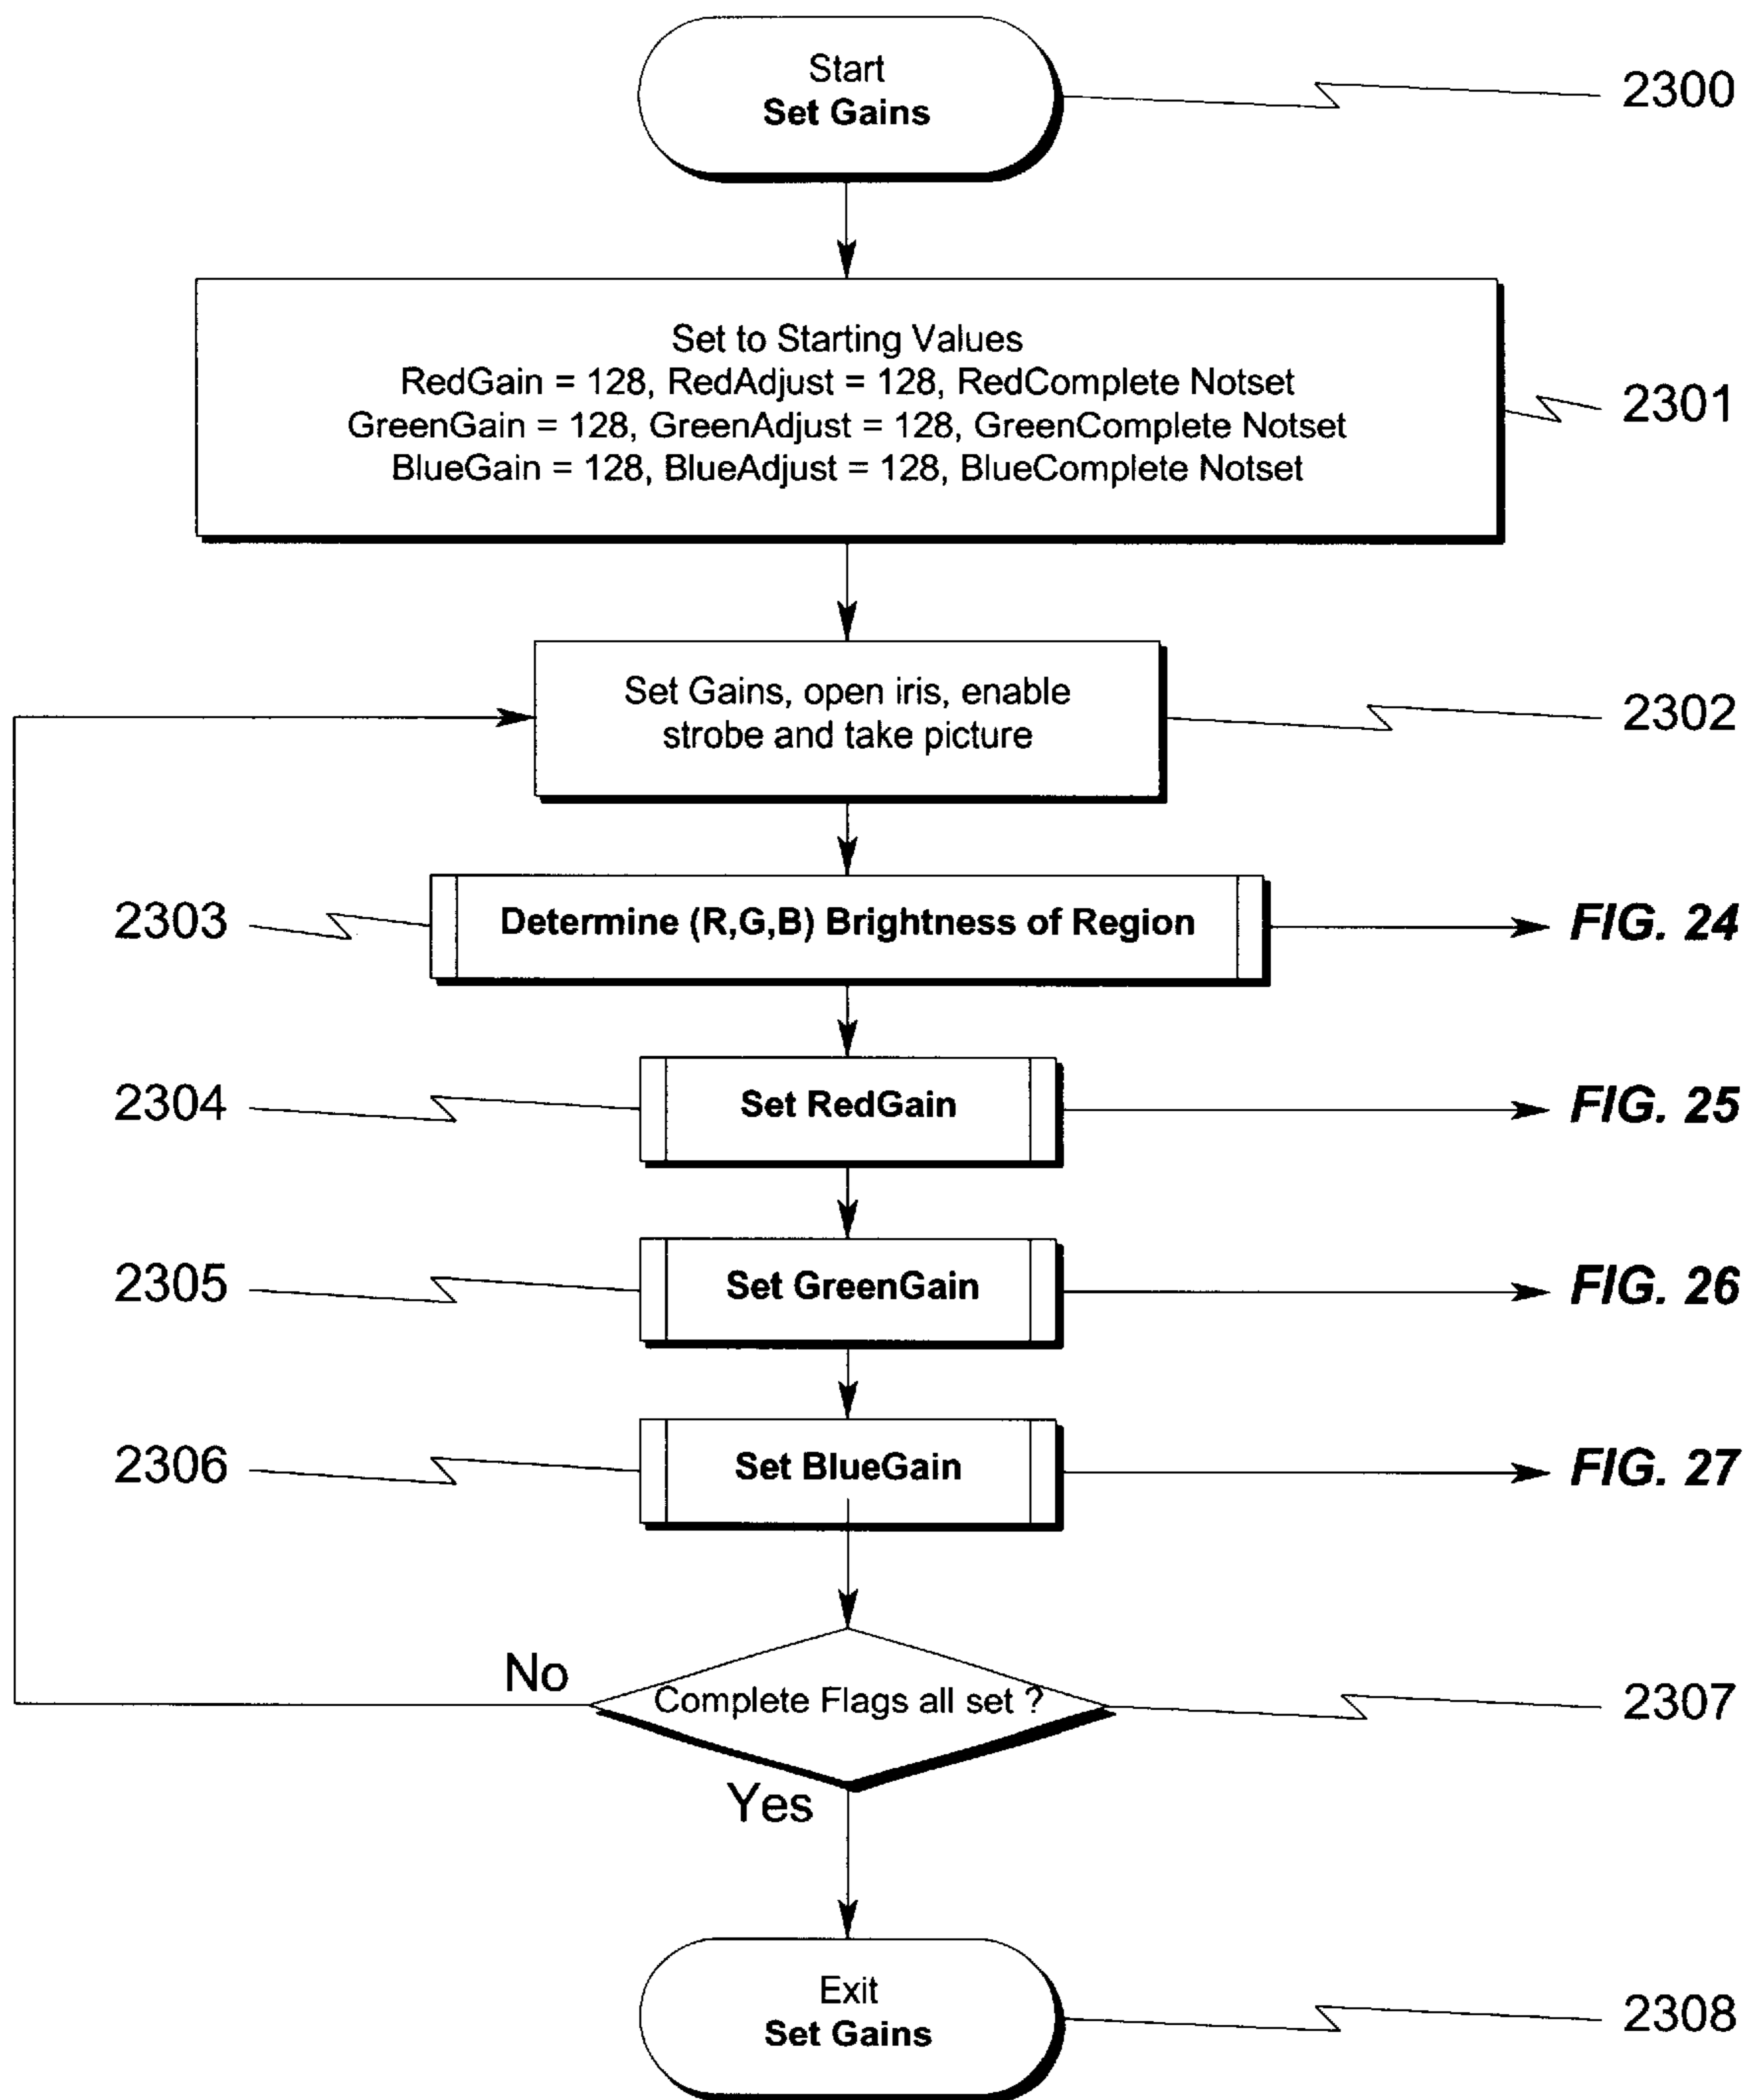 Start
Set Gains
2300
Set to Starting Values
RedGain = 128, RedAdjust = 128, RedComplete Notset
GreenGain = 128, GreenAdjust = 128, GreenComplete Notset
BlueGain = 128, BlueAdjust = 128, BlueComplete Notset
2301
Set Gains, open iris, enable
strobe and take picture
2302
2303
Determine (R,G,B) Brightness of Region
FIG. 24
2304
Set RedGain
FIG. 25
2305
Set GreenGain
FIG. 26
2306
Set BlueGain
FIG. 27
No
Complete Flags all set ?
2307
Yes
Exit
Set Gains
2308